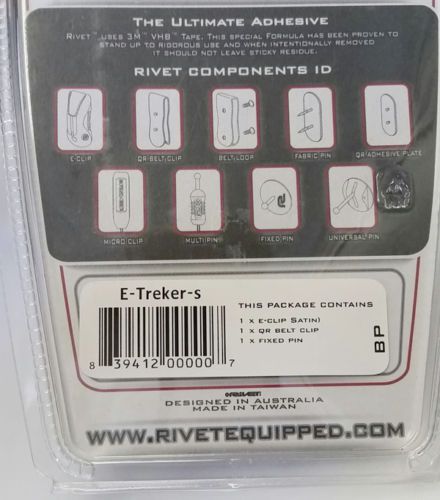 The Ultimate Adhesive
Rivet™ uses 3M™ VHB™ Tape. This special Formula has been proven to
stand up to rigorous use and when intentionally removed
it should not leave sticky residue.
Rivet Components ID
E-Clip
QR Belt Clip
Belt Loop
Fabric Pin
QR Adhesive Plate
Micro Clip
Multi Pin
Fixed Pin
Universal Pin
E-Treker-s
8 39412 00000 7
This package contains
1 x E-Clip Satin)
1 x QR Belt Clip
1 x Fixed Pin
BP
RIVET
Designed in Australia
Made in Taiwan
www.rivetequipped.com